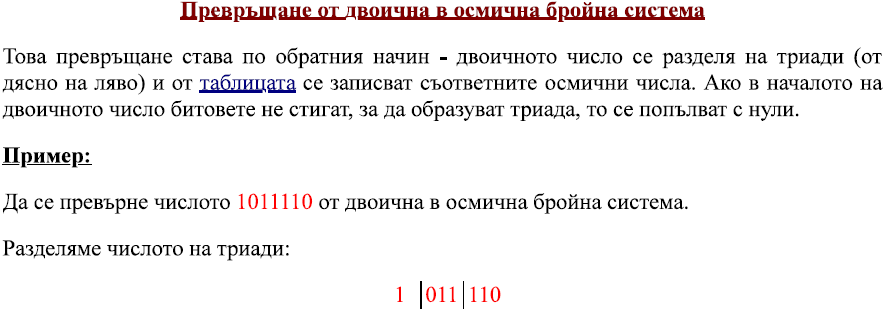 Превръщане от двоична в осмична бройна система
Това превръщане става по обратния начин - двоичното число се разделя на триади (от
дясно на ляво) и от таблицата се записват съответните осмични числа. Ако в началото на
двоичното число битовете не стигат, за да образуват триада, то се попълват с нули.
Пример:
Да се превърне числото 1011110 от двоична в осмична бройна система.
Разделяме числото на триади:
1 | 011 | 110